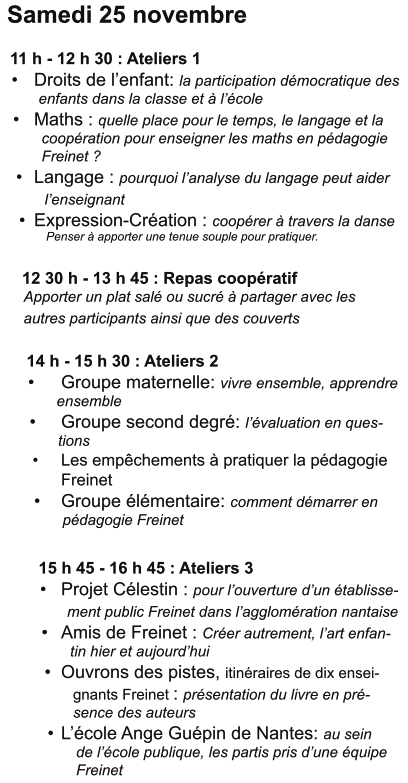 Samedi 25 novembre
11 h - 12 h 30 : Ateliers 1
• Droits de l'enfant: la participation démocratique des
enfants dans la classe et à l'école
• Maths : quelle place pour le temps, le langage et la
coopération pour enseigner les maths en pédagogie
Freinet ?
• Langage : pourquoi l'analyse du langage peut aider
l'enseignant
• Expression-Création : coopérer à travers la danse
Penser à apporter une tenue souple pour pratiquer.
12 30 h - 13 h 45 : Repas coopératif
Apporter un plat salé ou sucré à partager avec les
autres participants ainsi que des couverts
14 h - 15 h 30 : Ateliers 2
• Groupe maternelle: vivre ensemble, apprendre
ensemble
• Groupe second degré: l'évaluation en ques-
tions
• Les empêchements à pratiquer la pédagogie
Freinet
• Groupe élémentaire: comment démarrer en
pédagogie Freinet
15 h 45 - 16 h 45 : Ateliers 3
• Projet Célestin : pour l'ouverture d'un établisse-
ment public Freinet dans l'agglomération nantaise
• Amis de Freinet : Créer autrement, l'art enfan-
tin hier et aujourd'hui
• Ouvrons des pistes, itinéraires de dix ensei-
gnants Freinet : présentation du livre en pré-
sence des auteurs
• L'école Ange Guépin de Nantes: au sein
de l'école publique, les partis pris d'une équipe
Freinet